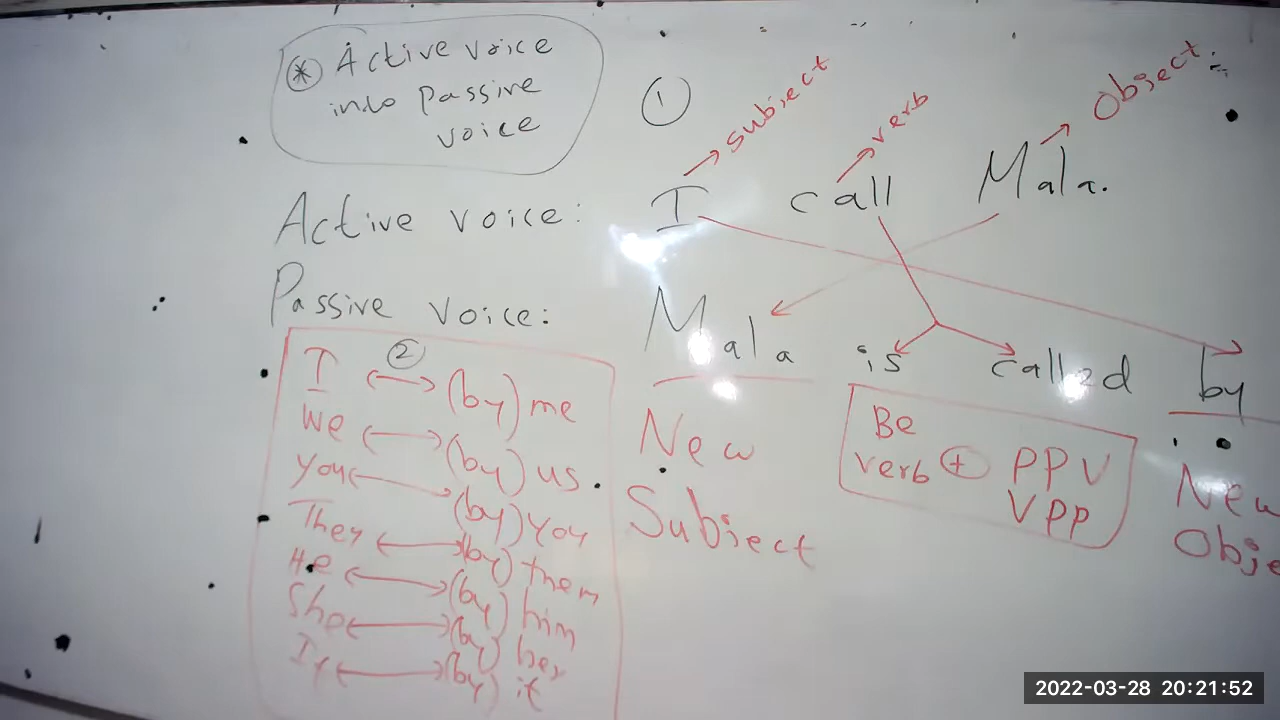 * Active voice
into passive
voice
1
subject
verb
Object
Active voice: I call Mala.
Passive voice: Mala is called by
New
Subject
Be
verb + PPV
VPP
New
Obje
2
I (by) me
We (by) us
You (by) you
They (by) them
He (by) him
She (by) her
It (by) it
2022-03-28 20:21:52